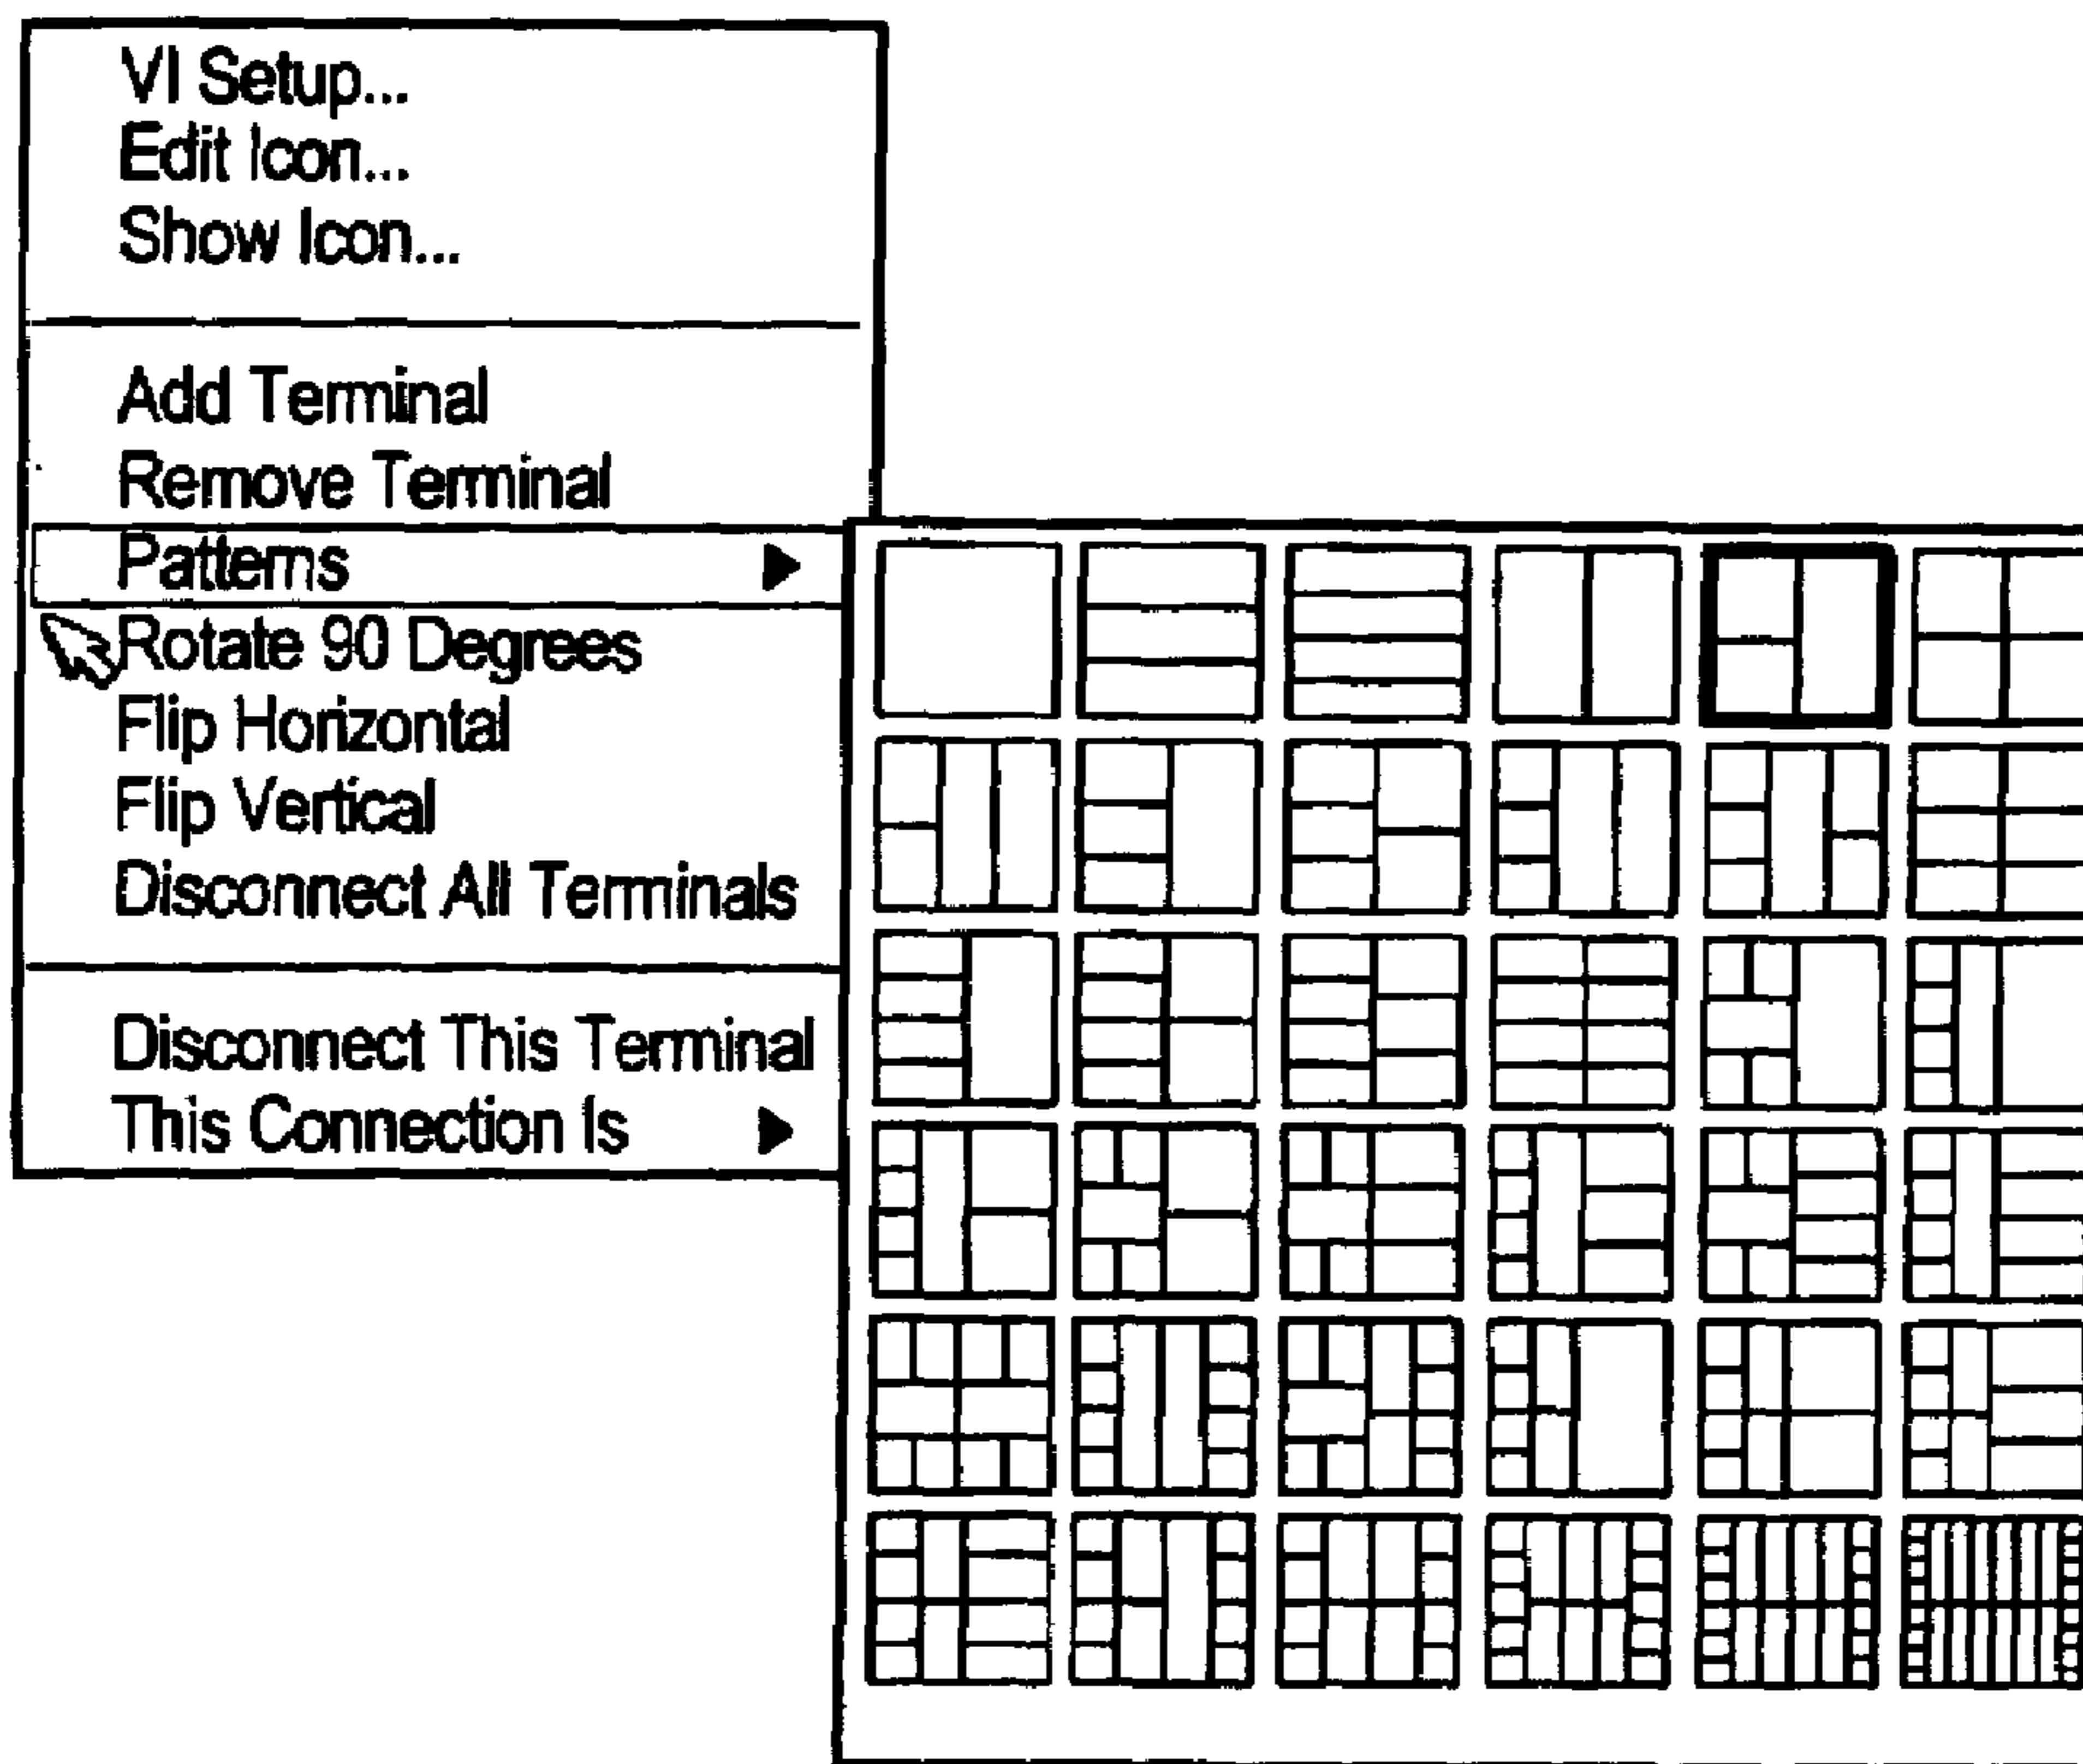 VI Setup...
Edit Icon...
Show Icon...
Add Terminal
Remove Terminal
Patterns
Rotate 90 Degrees
Flip Horizontal
Flip Vertical
Disconnect All Terminals
Disconnect This Terminal
This Connection Is